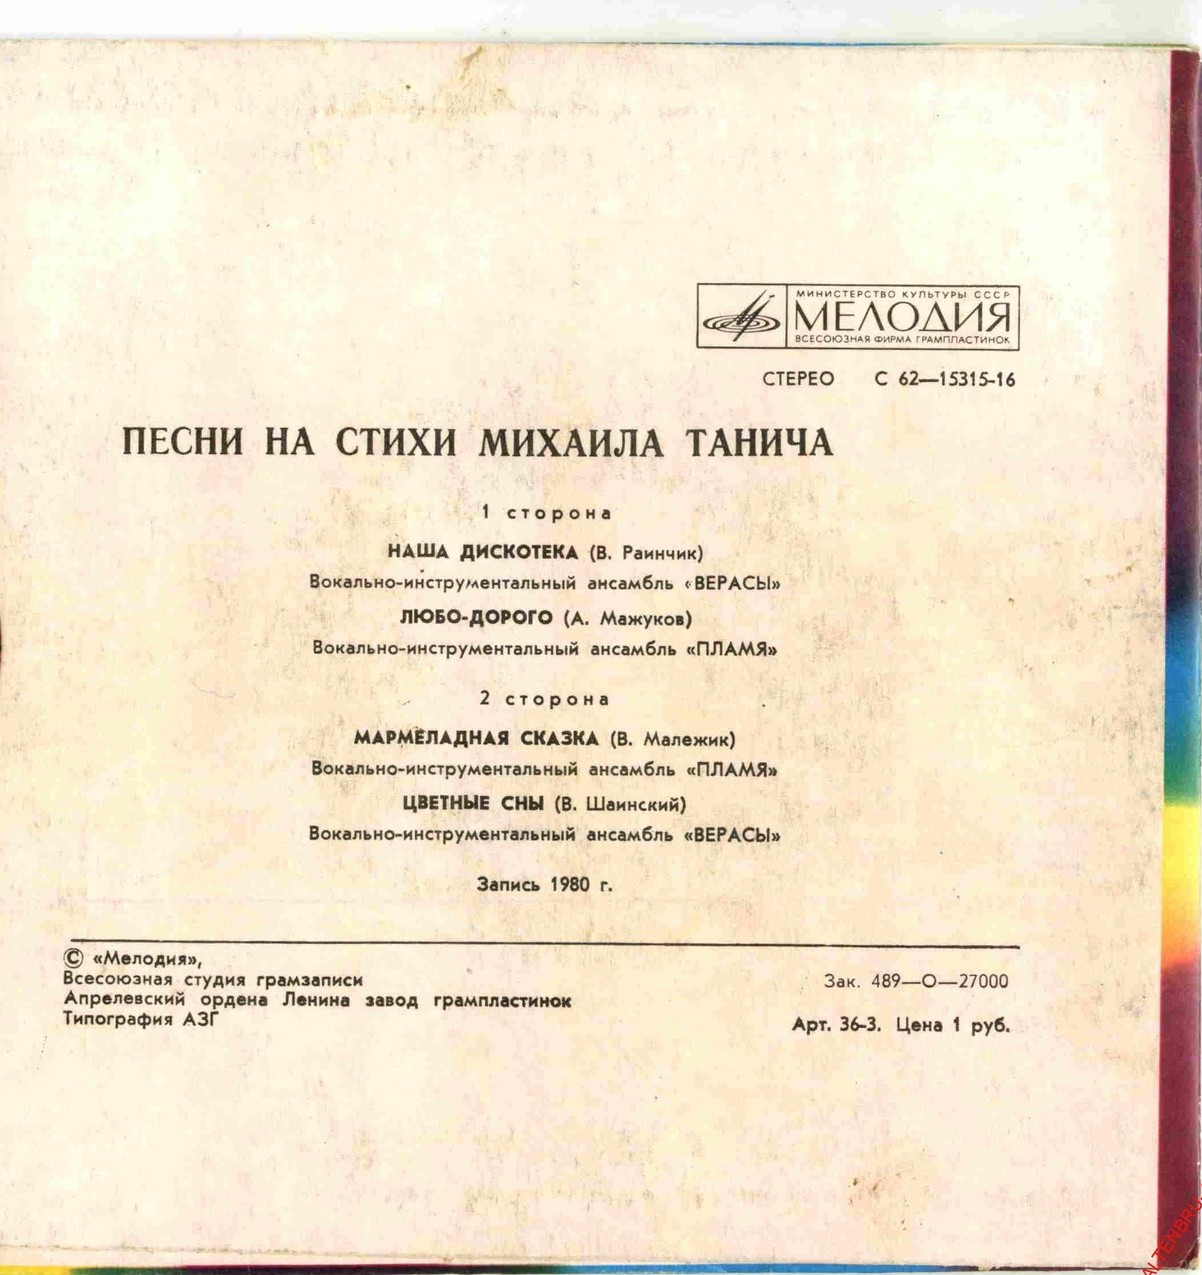 МИНИСТЕРСТВО КУЛЬТУРЫ СССР
МЕЛОДИЯ
ВСЕСОЮЗНАЯ ФИРМА ГРАМПЛАСТИНОК
СТЕРЕО С 62—15315-16
ПЕСНИ НА СТИХИ МИХАИЛА ТАНИЧА
1 сторона
НАША ДИСКОТЕКА (В. Раинчик)
Вокально-инструментальный ансамбль «ВЕРАСЫ»
ЛЮБО-ДОРОГО (А. Мажуков)
Вокально-инструментальный ансамбль «ПЛАМЯ»
2 сторона
МАРМЕЛАДНАЯ СКАЗКА (В. Малежик)
Вокально-инструментальный ансамбль «ПЛАМЯ»
ЦВЕТНЫЕ СНЫ (В. Шаинский)
Вокально-инструментальный ансамбль «ВЕРАСЫ»
Запись 1980 г.
© «Мелодия»,
Всесоюзная студия грамзаписи
Апрелевский ордена Ленина завод грампластинок
Типография АЗГ
Зак. 489—О—27000
Арт. 36-3. Цена 1 руб.